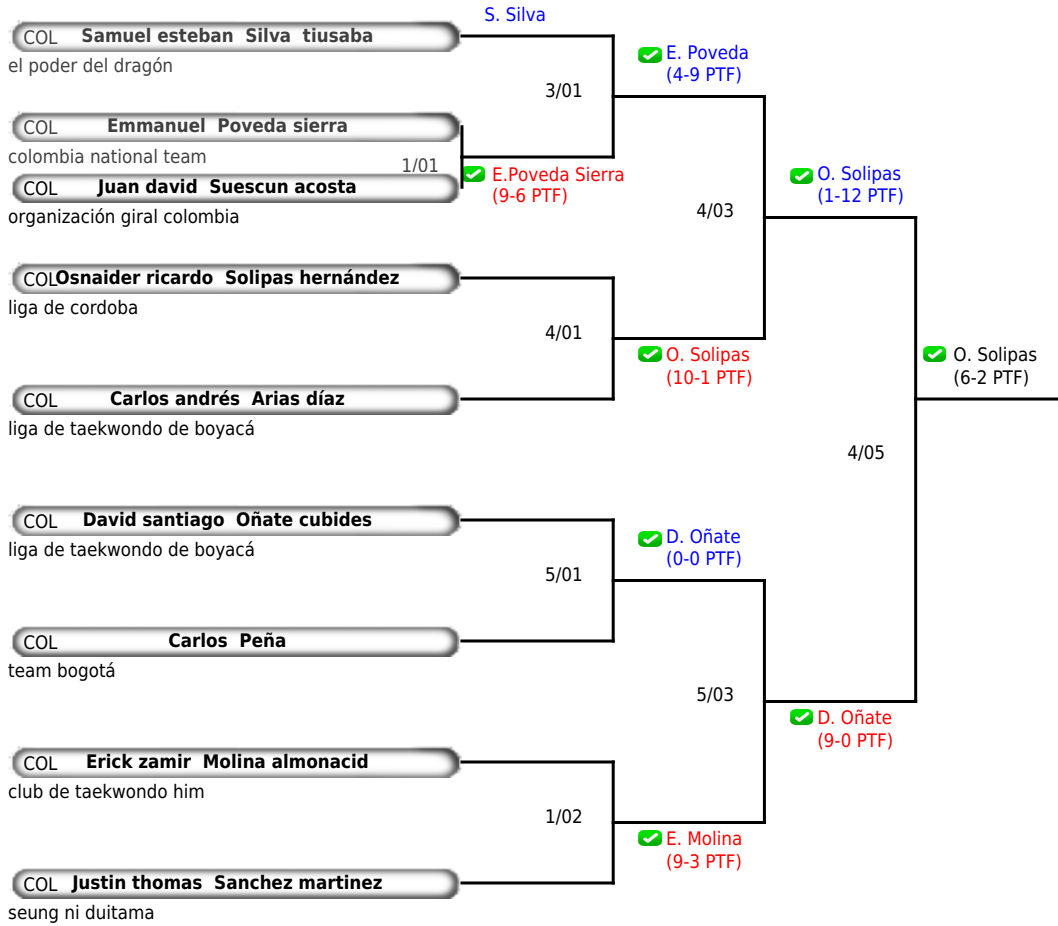 S. Silva
COL Samuel esteban Silva tiusaba
el poder del dragón
E. Poveda
(4-9 PTF)
3/01
COL Emmanuel Poveda sierra
colombia national team
1/01
E.Poveda Sierra
(9-6 PTF)
COL Juan david Suescun acosta
organización giral colombia
O. Solipas
(1-12 PTF)
4/03
COL Osnaider ricardo Solipas hernández
liga de cordoba
4/01
O. Solipas
(10-1 PTF)
O. Solipas
(6-2 PTF)
COL Carlos andrés Arias díaz
liga de taekwondo de boyacá
4/05
COL David santiago Oñate cubides
liga de taekwondo de boyacá
D. Oñate
(0-0 PTF)
5/01
COL Carlos Peña
team bogotá
5/03
D. Oñate
(9-0 PTF)
COL Erick zamir Molina almonacid
club de taekwondo him
1/02
E. Molina
(9-3 PTF)
COL Justin thomas Sanchez martinez
seung ni duitama